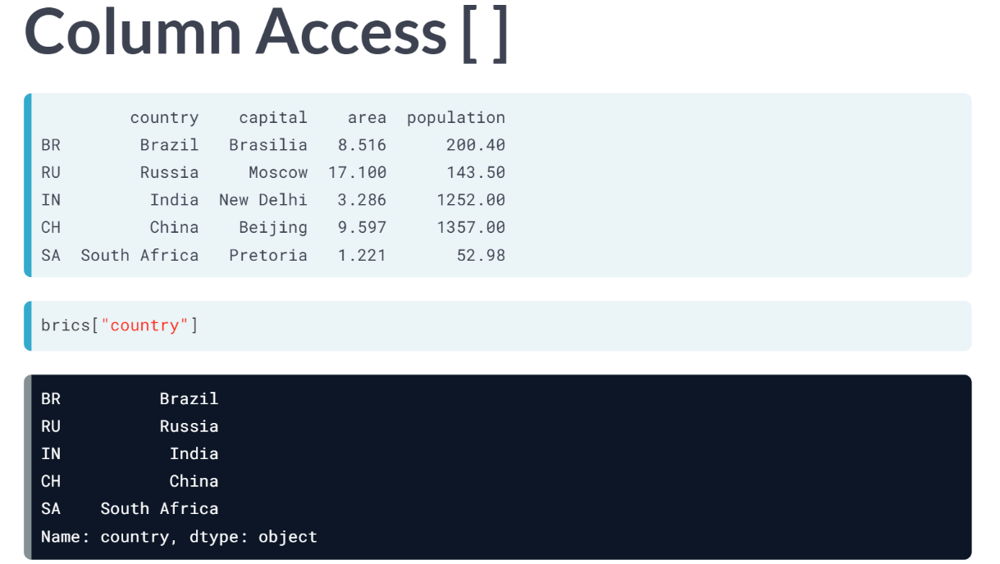 Column Access [ ]
         country    capital    area  population
BR        Brazil   Brasilia   8.516      200.40
RU        Russia     Moscow  17.100      143.50
IN         India  New Delhi   3.286     1252.00
CH         China    Beijing   9.597     1357.00
SA  South Africa   Pretoria   1.221       52.98
brics["country"]
BR          Brazil
RU          Russia
IN           India
CH           China
SA    South Africa
Name: country, dtype: object